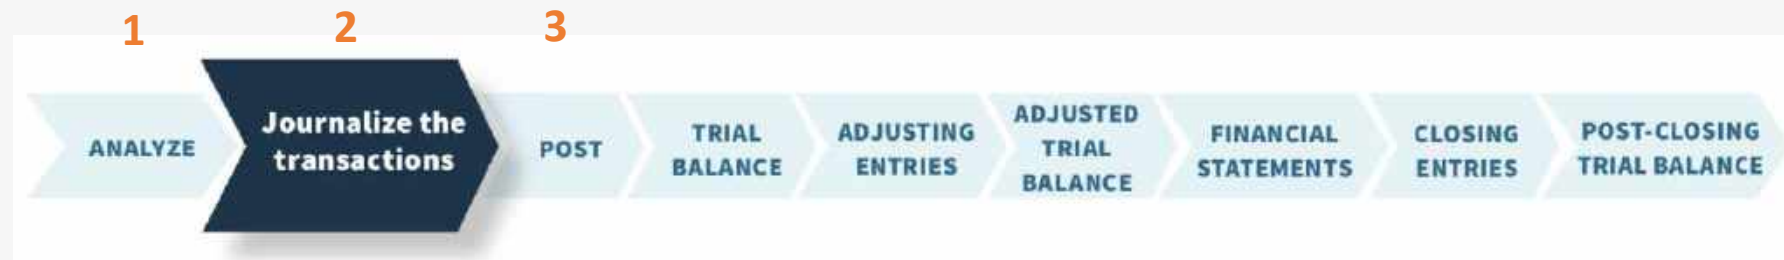 1 2 3
ANALYZE
Journalize the
transactions
POST
TRIAL
BALANCE
ADJUSTING
ENTRIES
ADJUSTED
TRIAL
BALANCE
FINANCIAL
STATEMENTS
CLOSING
ENTRIES
POST-CLOSING
TRIAL BALANCE